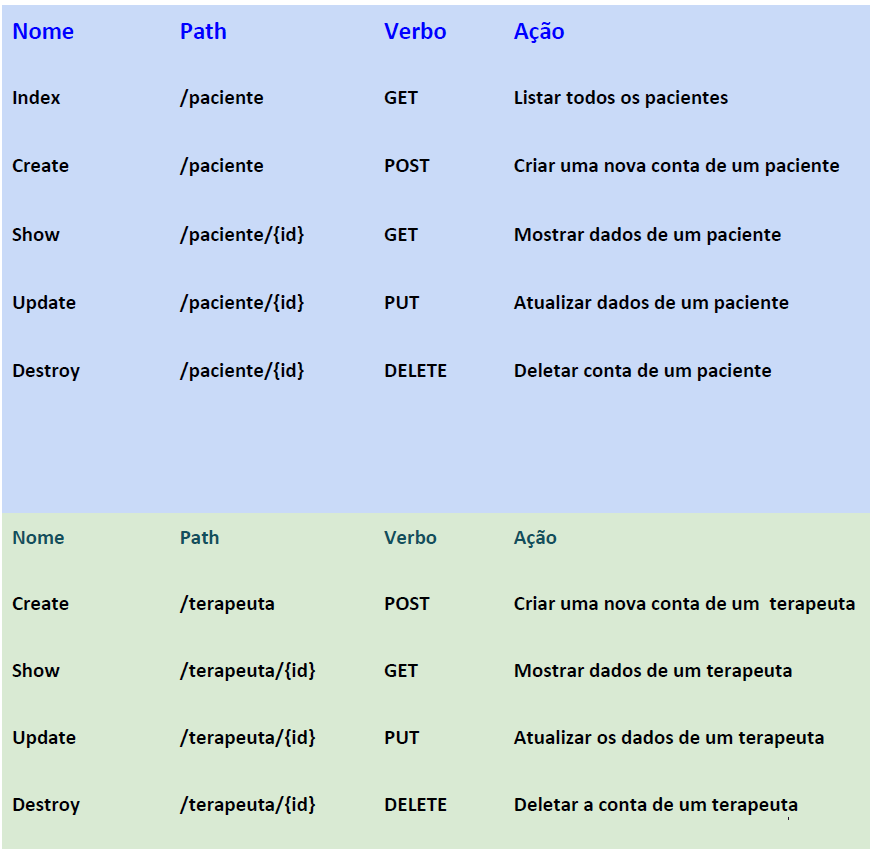 Nome Path Verbo Ação
Index /paciente GET Listar todos os pacientes
Create /paciente POST Criar uma nova conta de um paciente
Show /paciente/{id} GET Mostrar dados de um paciente
Update /paciente/{id} PUT Atualizar dados de um paciente
Destroy /paciente/{id} DELETE Deletar conta de um paciente
Nome Path Verbo Ação
Create /terapeuta POST Criar uma nova conta de um terapeuta
Show /terapeuta/{id} GET Mostrar dados de um terapeuta
Update /terapeuta/{id} PUT Atualizar os dados de um terapeuta
Destroy /terapeuta/{id} DELETE Deletar a conta de um terapeuta